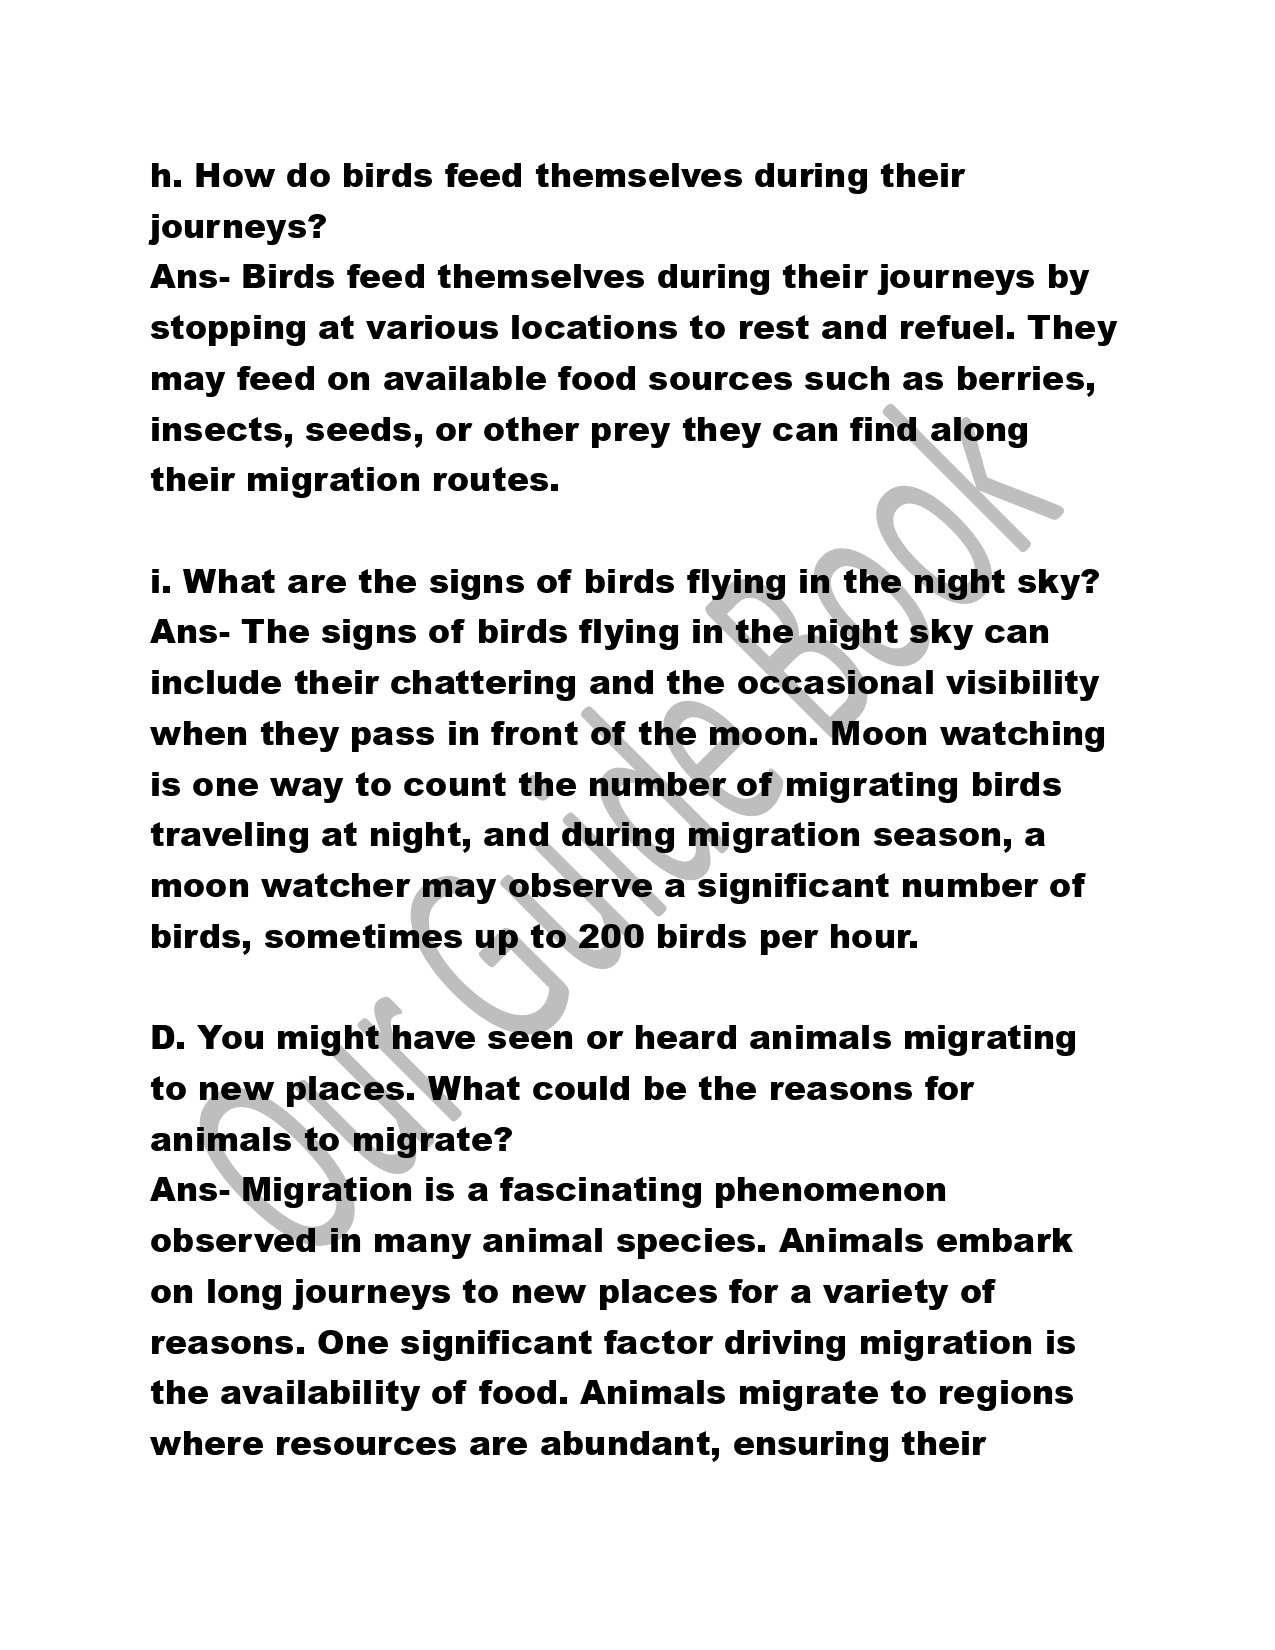 h. How do birds feed themselves during their
journeys?
Ans- Birds feed themselves during their journeys by
stopping at various locations to rest and refuel. They
may feed on available food sources such as berries,
insects, seeds, or other prey they can find along
their migration routes.
i. What are the signs of birds flying in the night sky?
Ans- The signs of birds flying in the night sky can
include their chattering and the occasional visibility
when they pass in front of the moon. Moon watching
is one way to count the number of migrating birds
traveling at night, and during migration season, a
moon watcher may observe a significant number of
birds, sometimes up to 200 birds per hour.
D. You might have seen or heard animals migrating
to new places. What could be the reasons for
animals to migrate?
Ans- Migration is a fascinating phenomenon
observed in many animal species. Animals embark
on long journeys to new places for a variety of
reasons. One significant factor driving migration is
the availability of food. Animals migrate to regions
where resources are abundant, ensuring their
Our Guide Book